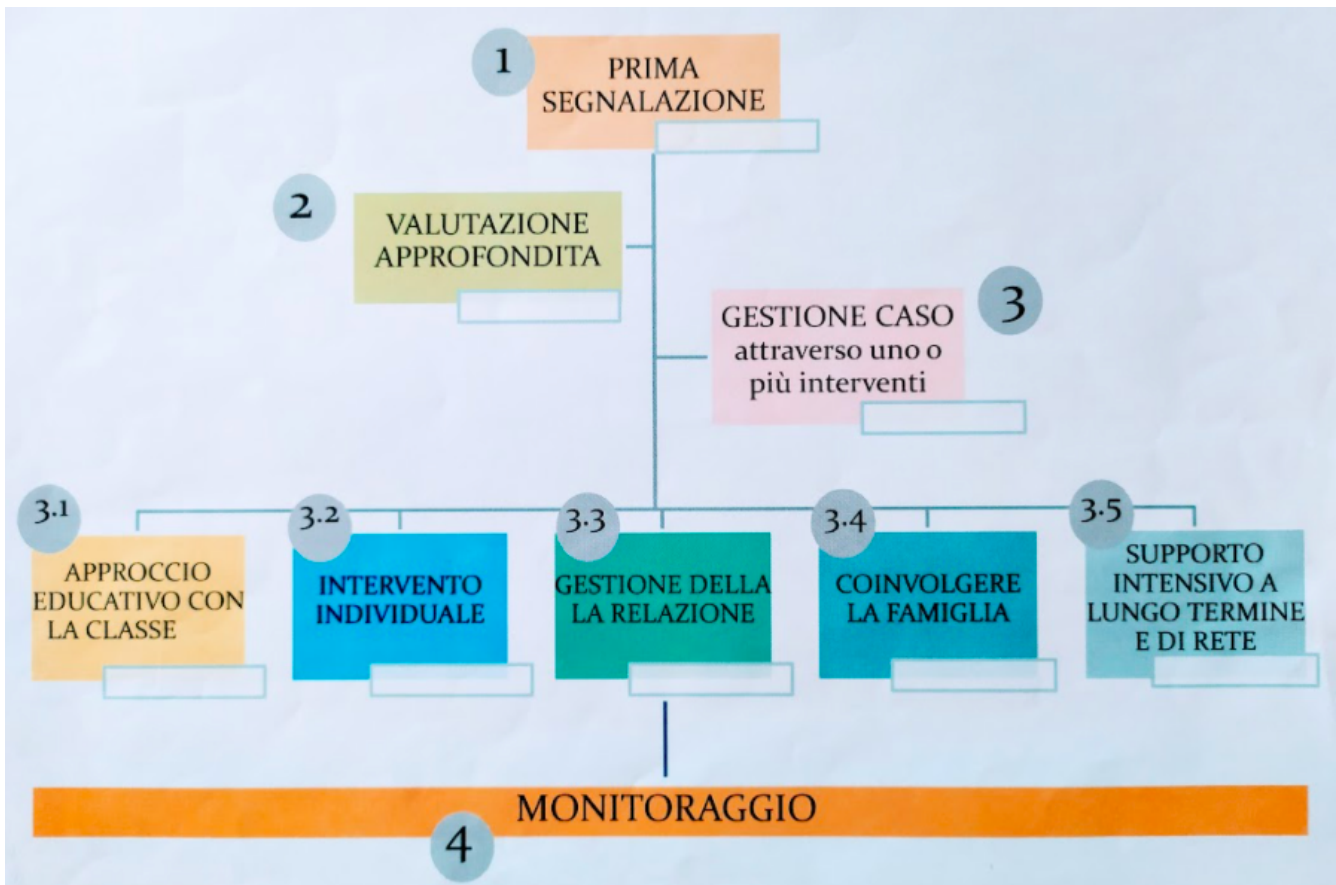 1
PRIMA
SEGNALAZIONE
2
VALUTAZIONE
APPROFONDITA
3
GESTIONE CASO
attraverso uno o
più interventi
3.1
APPROCCIO
EDUCATIVO CON
LA CLASSE
3.2
INTERVENTO
INDIVIDUALE
3.3
GESTIONE DELLA
LA RELAZIONE
3.4
COINVOLGERE
LA FAMIGLIA
3.5
SUPPORTO
INTENSIVO A
LUNGO TERMINE
E DI RETE
MONITORAGGIO
4